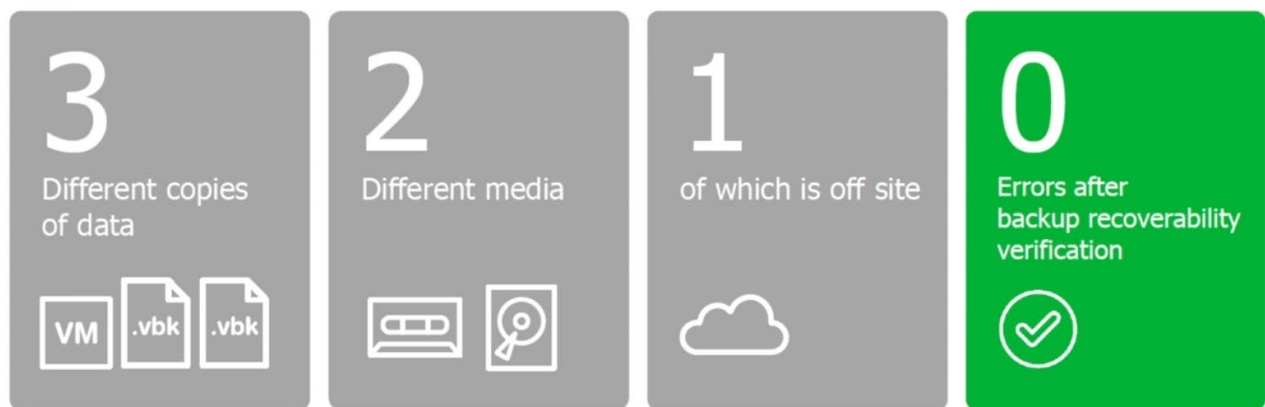 3
Different copies
of data
VM
.vbk
.vbk
2
Different media
1
of which is off site
0
Errors after
backup recoverability
verification